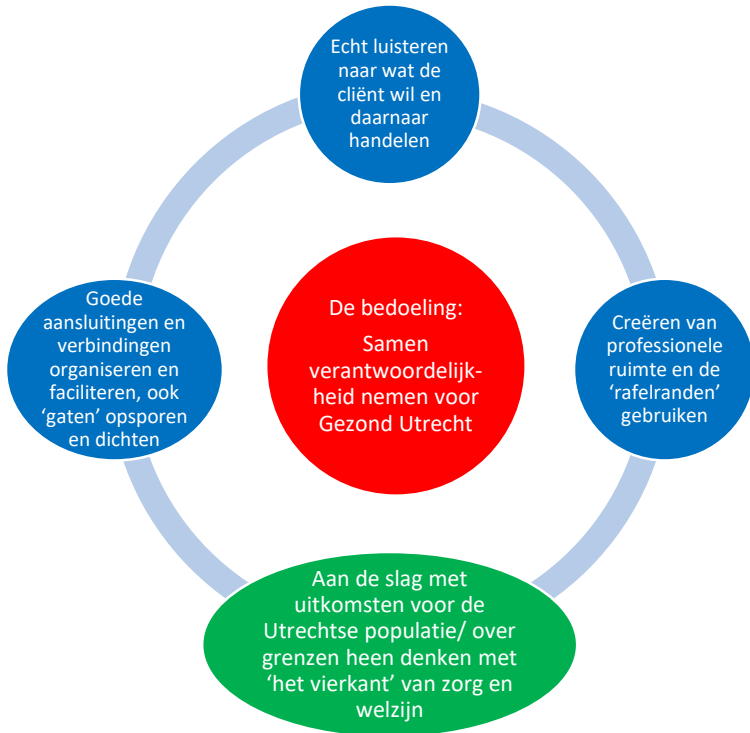 Echt luisteren
naar wat de
cliënt wil en
daarnaar
handelen
Goede
aansluitingen en
verbindingen
organiseren en
faciliteren, ook
‘gaten’ opsporen
en dichten
De bedoeling:
Samen
verantwoordelijk-
heid nemen voor
Gezond Utrecht
Creëren van
professionele
ruimte en de
‘rafelranden’
gebruiken
Aan de slag met
uitkomsten voor de
Utrechtse populatie/ over
grenzen heen denken met
‘het vierkant’ van zorg en
welzijn